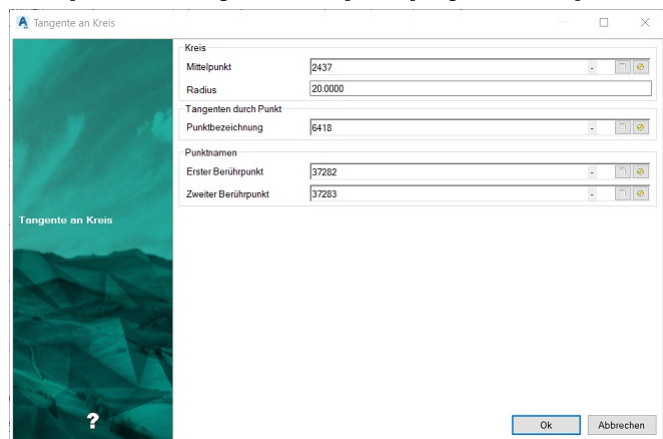 Tangente an Kreis
Kreis
Mittelpunkt 2437
Radius 20.0000
Tangenten durch Punkt
Punktbezeichnung 6418
Punktnamen
Erster Berührpunkt 37282
Zweiter Berührpunkt 37283
Tangente an Kreis
?
Ok Abbrechen